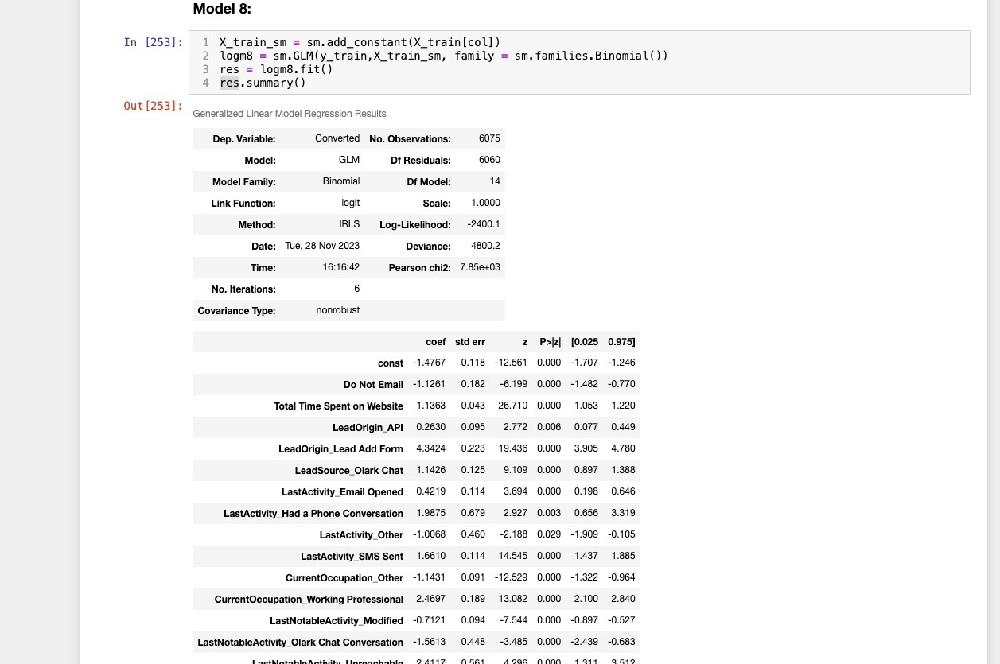 Model 8:
In [253]:
1 X_train_sm = sm.add_constant(X_train[col])
2 logm8 = sm.GLM(y_train,X_train_sm, family = sm.families.Binomial())
3 res = logm8.fit()
4 res.summary()
Out[253]:
Generalized Linear Model Regression Results
Dep. Variable: Converted No. Observations: 6075
Model: GLM Df Residuals: 6060
Model Family: Binomial Df Model: 14
Link Function: logit Scale: 1.0000
Method: IRLS Log-Likelihood: -2400.1
Date: Tue, 28 Nov 2023 Deviance: 4800.2
Time: 16:16:42 Pearson chi2: 7.85e+03
No. Iterations: 6
Covariance Type: nonrobust
coef std err z P>|z| [0.025 0.975]
const -1.4767 0.118 -12.561 0.000 -1.707 -1.246
Do Not Email -1.1261 0.182 -6.199 0.000 -1.482 -0.770
Total Time Spent on Website 1.1363 0.043 26.710 0.000 1.053 1.220
LeadOrigin_API 0.2630 0.095 2.772 0.006 0.077 0.449
LeadOrigin_Lead Add Form 4.3424 0.223 19.436 0.000 3.905 4.780
LeadSource_Olark Chat 1.1426 0.125 9.109 0.000 0.897 1.388
LastActivity_Email Opened 0.4219 0.114 3.694 0.000 0.198 0.646
LastActivity_Had a Phone Conversation 1.9875 0.679 2.927 0.003 0.656 3.319
LastActivity_Other -1.0068 0.460 -2.188 0.029 -1.909 -0.105
LastActivity_SMS Sent 1.6610 0.114 14.545 0.000 1.437 1.885
CurrentOccupation_Other -1.1431 0.091 -12.529 0.000 -1.322 -0.964
CurrentOccupation_Working Professional 2.4697 0.189 13.082 0.000 2.100 2.840
LastNotableActivity_Modified -0.7121 0.094 -7.544 0.000 -0.897 -0.527
LastNotableActivity_Olark Chat Conversation -1.5613 0.448 -3.485 0.000 -2.439 -0.683
LastNotableActivity_Unreachable 2.4117 0.561 4.296 0.000 1.311 3.512